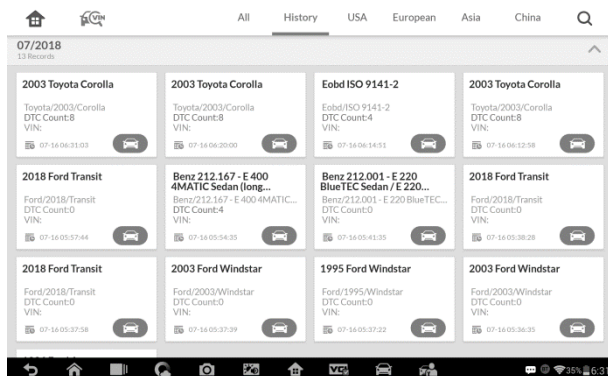 VIN
All History USA European Asia China
07/2018
13 Records
2003 Toyota Corolla
Toyota/2003/Corolla
DTC Count:8
VIN:
07-16 06:31:03
2003 Toyota Corolla
Toyota/2003/Corolla
DTC Count:8
VIN:
07-16 06:20:00
Eobd ISO 9141-2
Eobd/ISO 9141-2
DTC Count:4
VIN:
07-16 06:14:51
2003 Toyota Corolla
Toyota/2003/Corolla
DTC Count:8
VIN:
07-16 06:12:58
2018 Ford Transit
Ford/2018/Transit
DTC Count:0
VIN:
07-16 05:57:44
Benz 212.167 - E 400
4MATIC Sedan (long...
Benz/212.167 - E 400 4MATIC...
DTC Count:4
VIN:
07-16 05:54:35
Benz 212.001 - E 220
BlueTEC Sedan / E 220...
Benz/212.001 - E 220 BlueTEC...
DTC Count:0
VIN:
07-16 05:41:35
2018 Ford Transit
Ford/2018/Transit
DTC Count:0
VIN:
07-16 05:38:28
2018 Ford Transit
Ford/2018/Transit
DTC Count:0
VIN:
07-16 05:37:58
2003 Ford Windstar
Ford/2003/Windstar
DTC Count:0
VIN:
07-16 05:37:39
1995 Ford Windstar
Ford/1995/Windstar
DTC Count:0
VIN:
07-16 05:37:22
2003 Ford Windstar
Ford/2003/Windstar
DTC Count:0
VIN:
07-16 05:36:35
35% 6:31